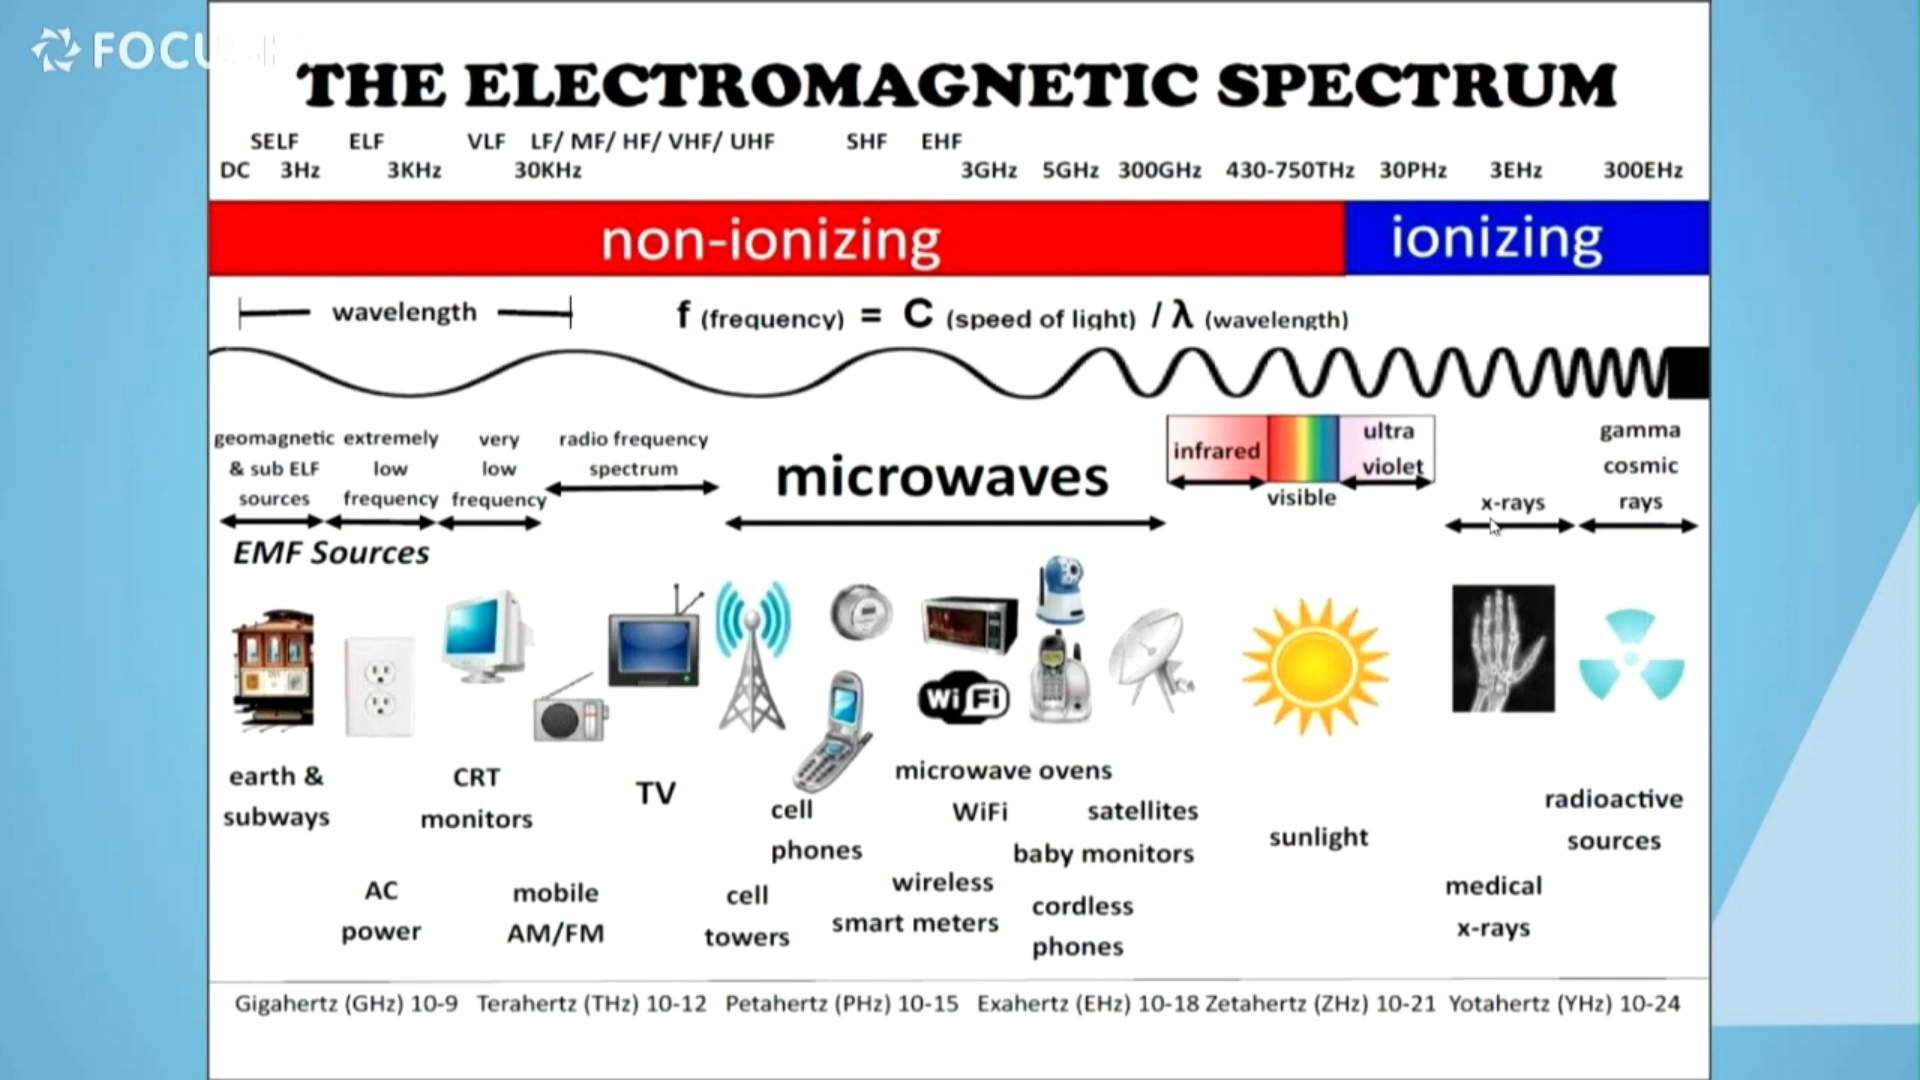 FOCU
THE ELECTROMAGNETIC SPECTRUM
SELF ELF VLF LF/ MF/ HF/ VHF/ UHF SHF EHF
DC 3Hz 3KHz 30KHz 3GHz 5GHz 300GHz 430-750THz 30PHz 3EHz 300EHz
non-ionizing ionizing
wavelength f (frequency) = C (speed of light) / λ (wavelength)
geomagnetic
& sub ELF
sources
extremely
low
frequency
very
low
frequency
radio frequency
spectrum
microwaves
infrared
visible
ultra
violet
x-rays
gamma
cosmic
rays
EMF Sources
WiFi
earth &
subways
AC
power
CRT
monitors
mobile
AM/FM
TV
cell
towers
cell
phones
microwave ovens
WiFi
wireless
smart meters
satellites
baby monitors
cordless
phones
sunlight
medical
x-rays
radioactive
sources
Gigahertz (GHz) 10-9 Terahertz (THz) 10-12 Petahertz (PHz) 10-15 Exahertz (EHz) 10-18 Zetahertz (ZHz) 10-21 Yotahertz (YHz) 10-24